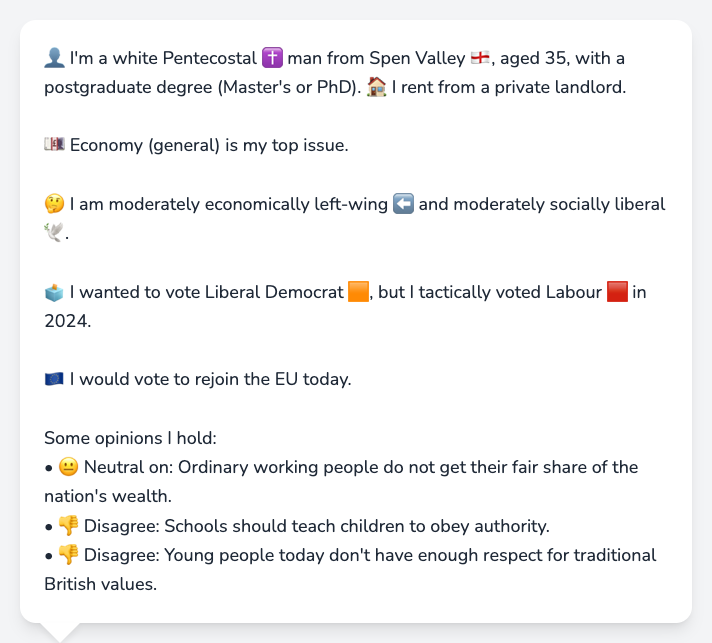 👤 I'm a white Pentecostal ✝️ man from Spen Valley 🏴󠁧󠁢󠁥󠁮󠁧󠁿, aged 35, with a
postgraduate degree (Master's or PhD). 🏠 I rent from a private landlord.
💷 Economy (general) is my top issue.
🤔 I am moderately economically left-wing ⬅️ and moderately socially liberal
🕊️.
🗳️ I wanted to vote Liberal Democrat 🟧, but I tactically voted Labour 🟥 in
2024.
🇪🇺 I would vote to rejoin the EU today.
Some opinions I hold:
• 😐 Neutral on: Ordinary working people do not get their fair share of the
nation's wealth.
• 👎 Disagree: Schools should teach children to obey authority.
• 👎 Disagree: Young people today don't have enough respect for traditional
British values.